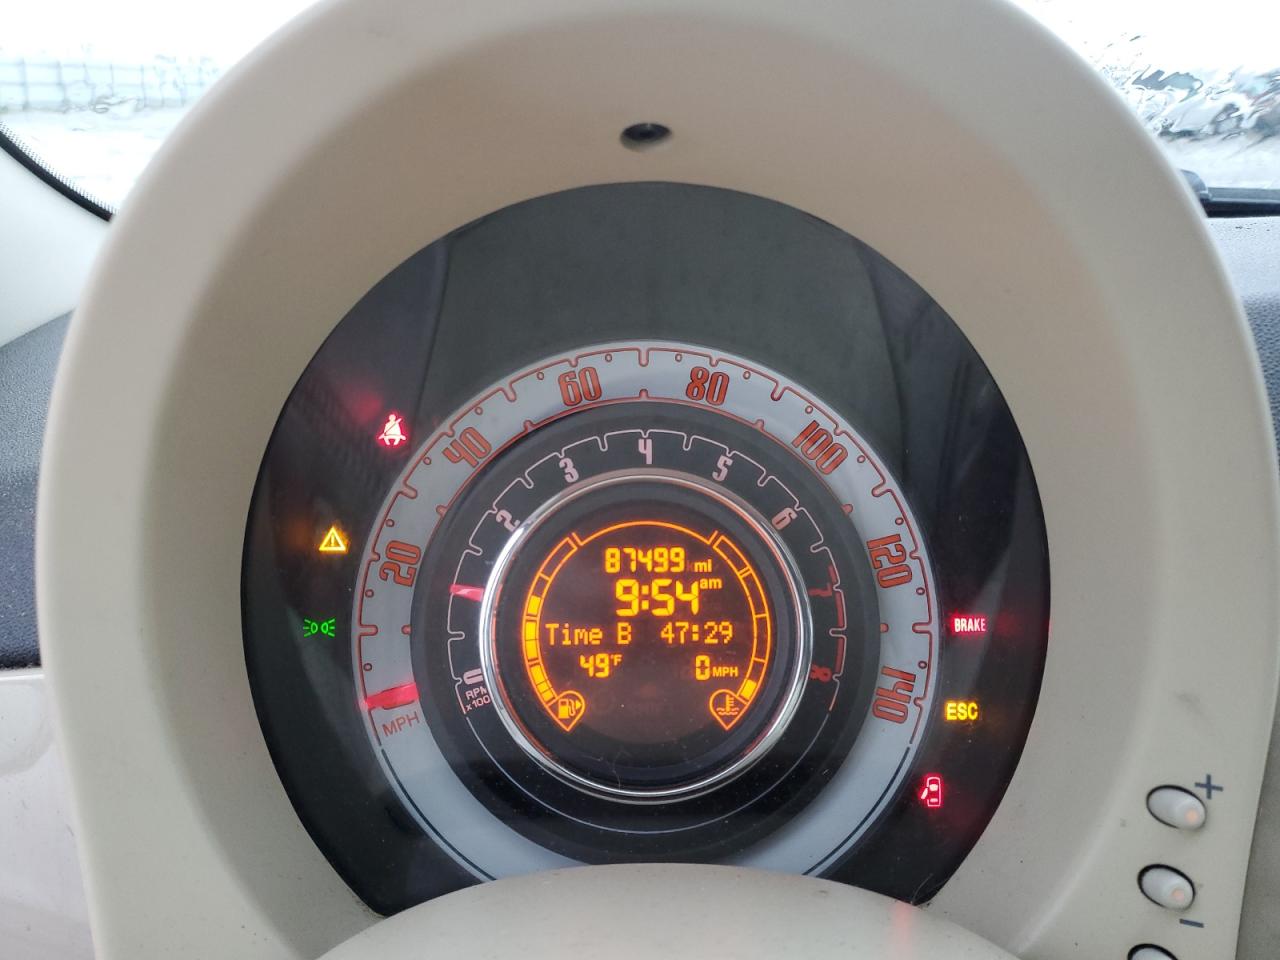 60 80
40 100
20 120
140
MPH
2 3 4 5 6 7 8
0
RPM
x100
87499 mi
9:54 am
Time B 47:29
49°F 0 MPH
BRAKE
ESC
+
-